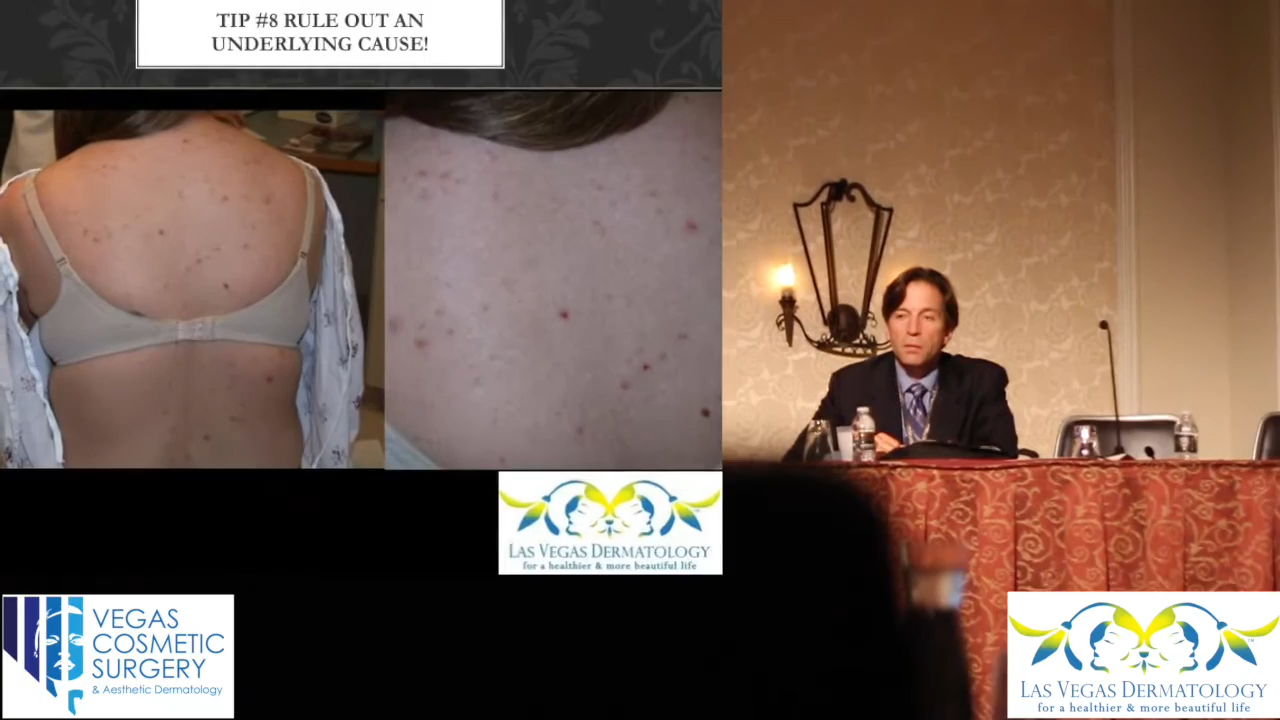 TIP #8 RULE OUT AN
UNDERLYING CAUSE!
LAS VEGAS DERMATOLOGY
for a healthier & more beautiful life
VEGAS
COSMETIC
SURGERY
& Aesthetic Dermatology
LAS VEGAS DERMATOLOGY
for a healthier & more beautiful life